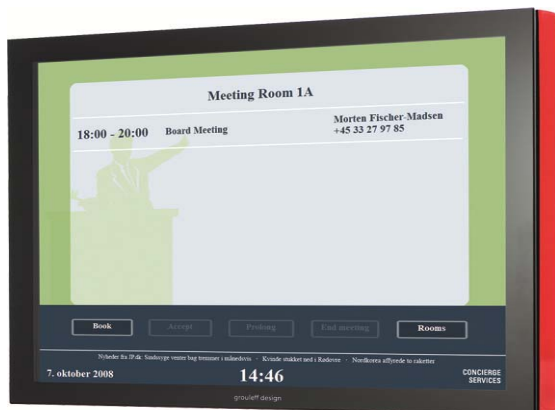 Meeting Room 1A
18:00 - 20:00 Board Meeting Morten Fischer-Madsen
+45 33 27 97 85
Book Accept Prolong End meeting Rooms
Nyheder fra JP.dk: Sindssyge venter bag tremmer i månedsvis - Kvinde stukket ned i Rødovre - Nordkorea affyrede to raketter
7. oktober 2008 14:46 CONCIERGE
SERVICES
grouleff design